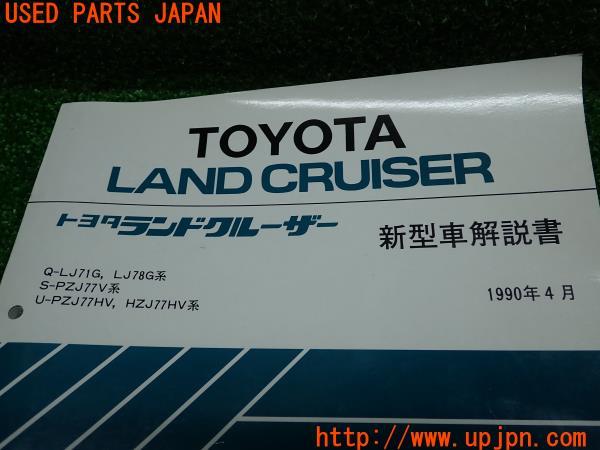 USED PARTS JAPAN
TOYOTA
LAND CRUISER
トヨタランドクルーザー
新型車解説書
Q-LJ71G, LJ78G系
S-PZJ77V系
U-PZJ77HV, HZJ77HV系
1990年4月
http://www.upjpn.com